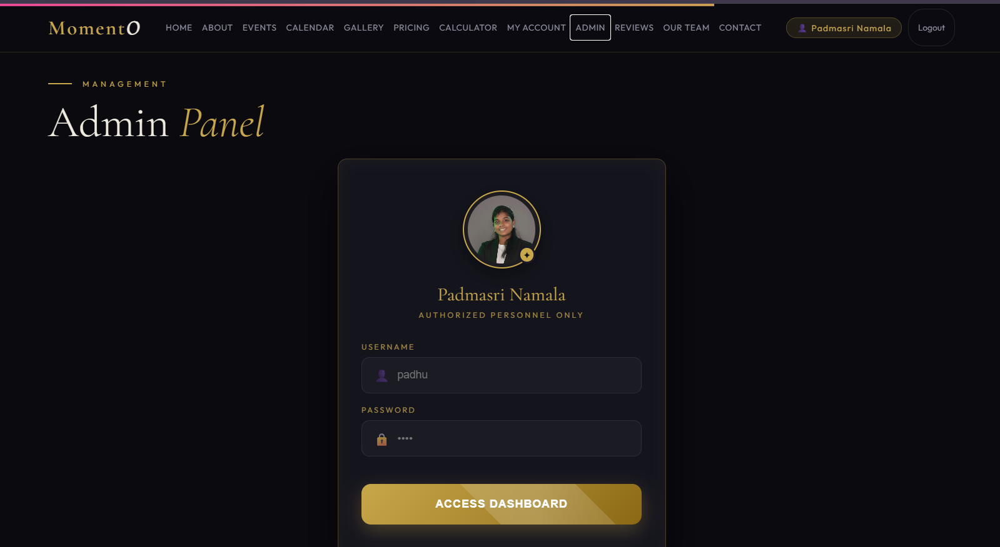 MomentO HOME ABOUT EVENTS CALENDAR GALLERY PRICING CALCULATOR MY ACCOUNT ADMIN REVIEWS OUR TEAM CONTACT Padmasri Namala Logout
MANAGEMENT
Admin Panel
Padmasri Namala
AUTHORIZED PERSONNEL ONLY
USERNAME
padhu
PASSWORD
••••
ACCESS DASHBOARD